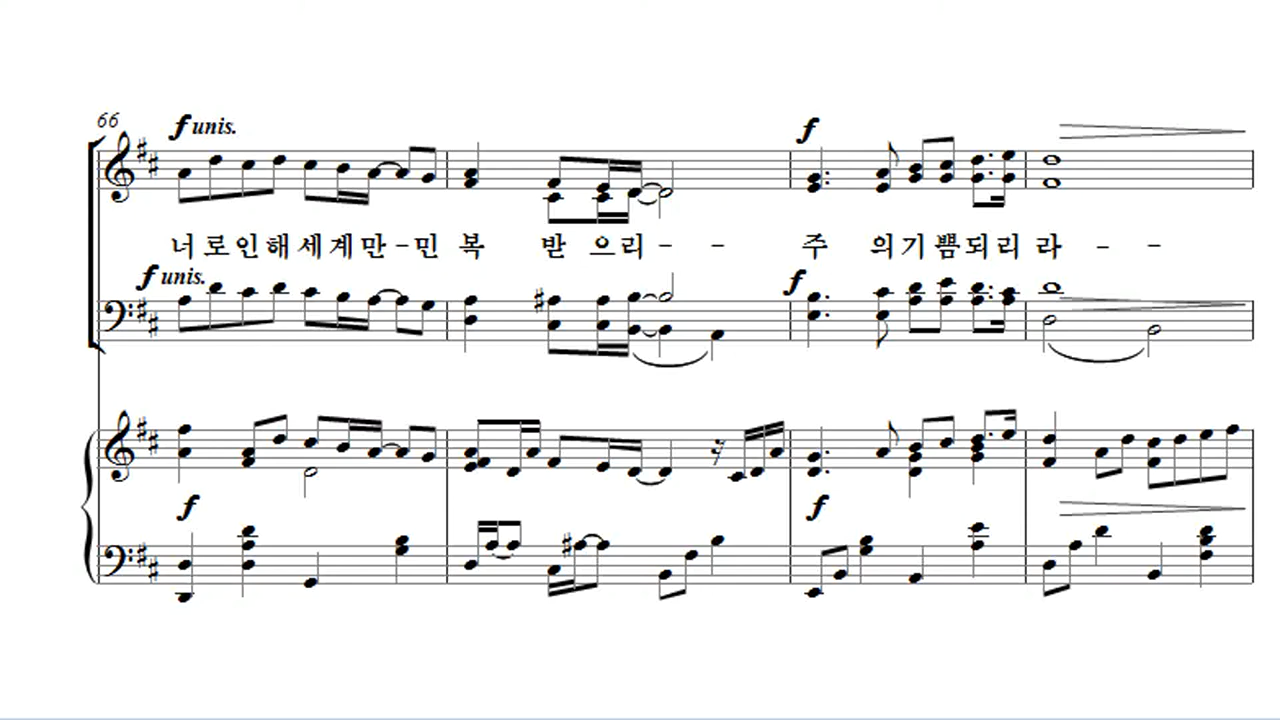 66
f unis.
f
너 로 인 해 세 계 만 - 민 복 받 으 리 - - 주 의 기 쁨 되 리 라 - -
f unis.
f
f
f